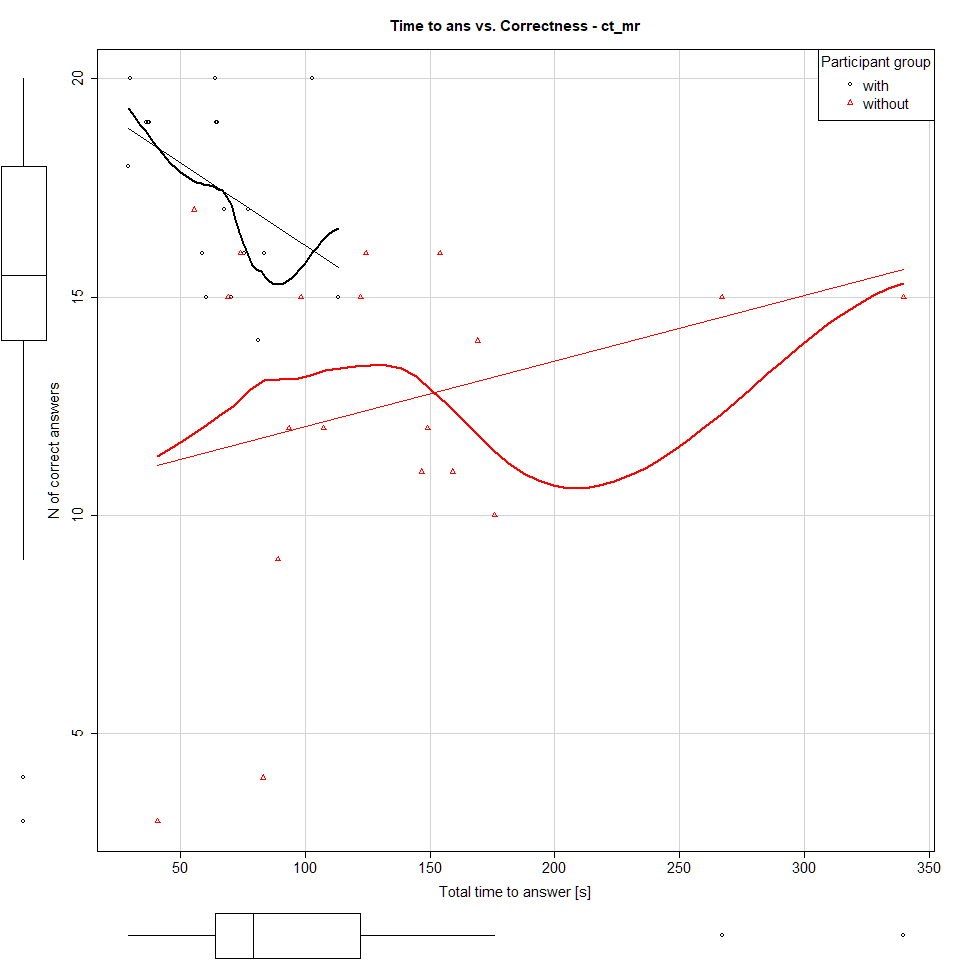 Time to ans vs. Correctness - ct_mr
Participant group
with
without
20
15
10
5
N of correct answers
50 100 150 200 250 300 350
Total time to answer [s]